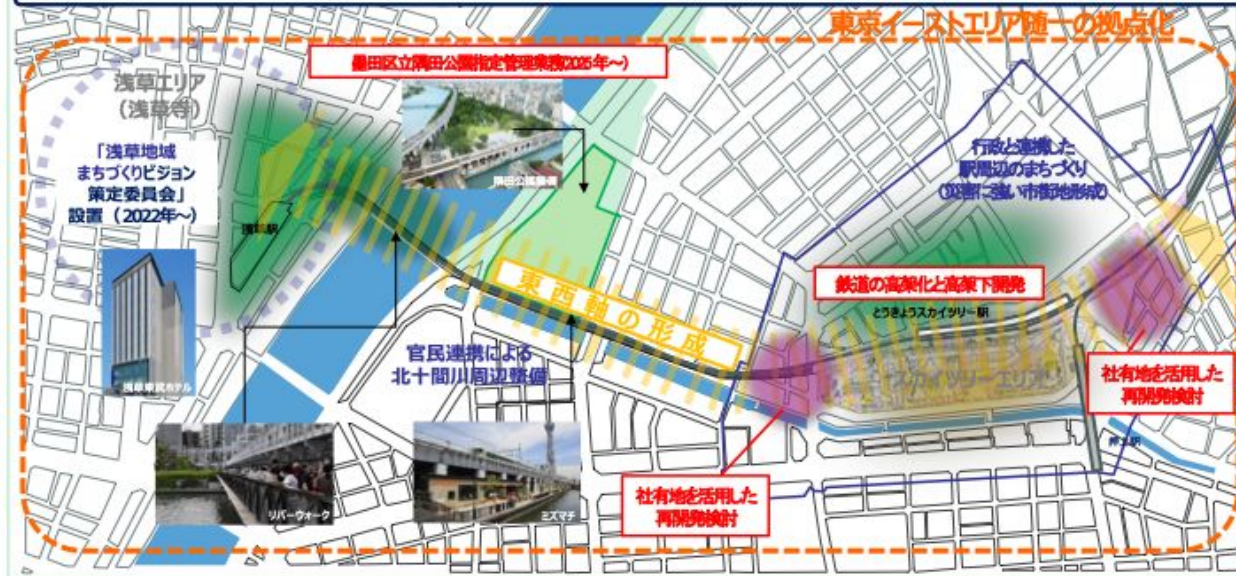 東京イーストエリア随一の拠点化
墨田区立隅田公園指定管理業務(2025年～)
浅草エリア
(浅草寺)
「浅草地域
まちづくりビジョン
策定委員会」
設置（2022年～）
隅田公園整備
行政と連携した
駅周辺のまちづくり
(災害に強い市街地形成)
浅草駅
鉄道の高架化と高架下開発
とうきょうスカイツリー駅
東西軸の形成
官民連携による
北十間川周辺整備
スカイツリーエリア
浅草東武ホテル
社有地を活用した
再開発検討
押上駅
リバーウォーク
ミズマチ
社有地を活用した
再開発検討